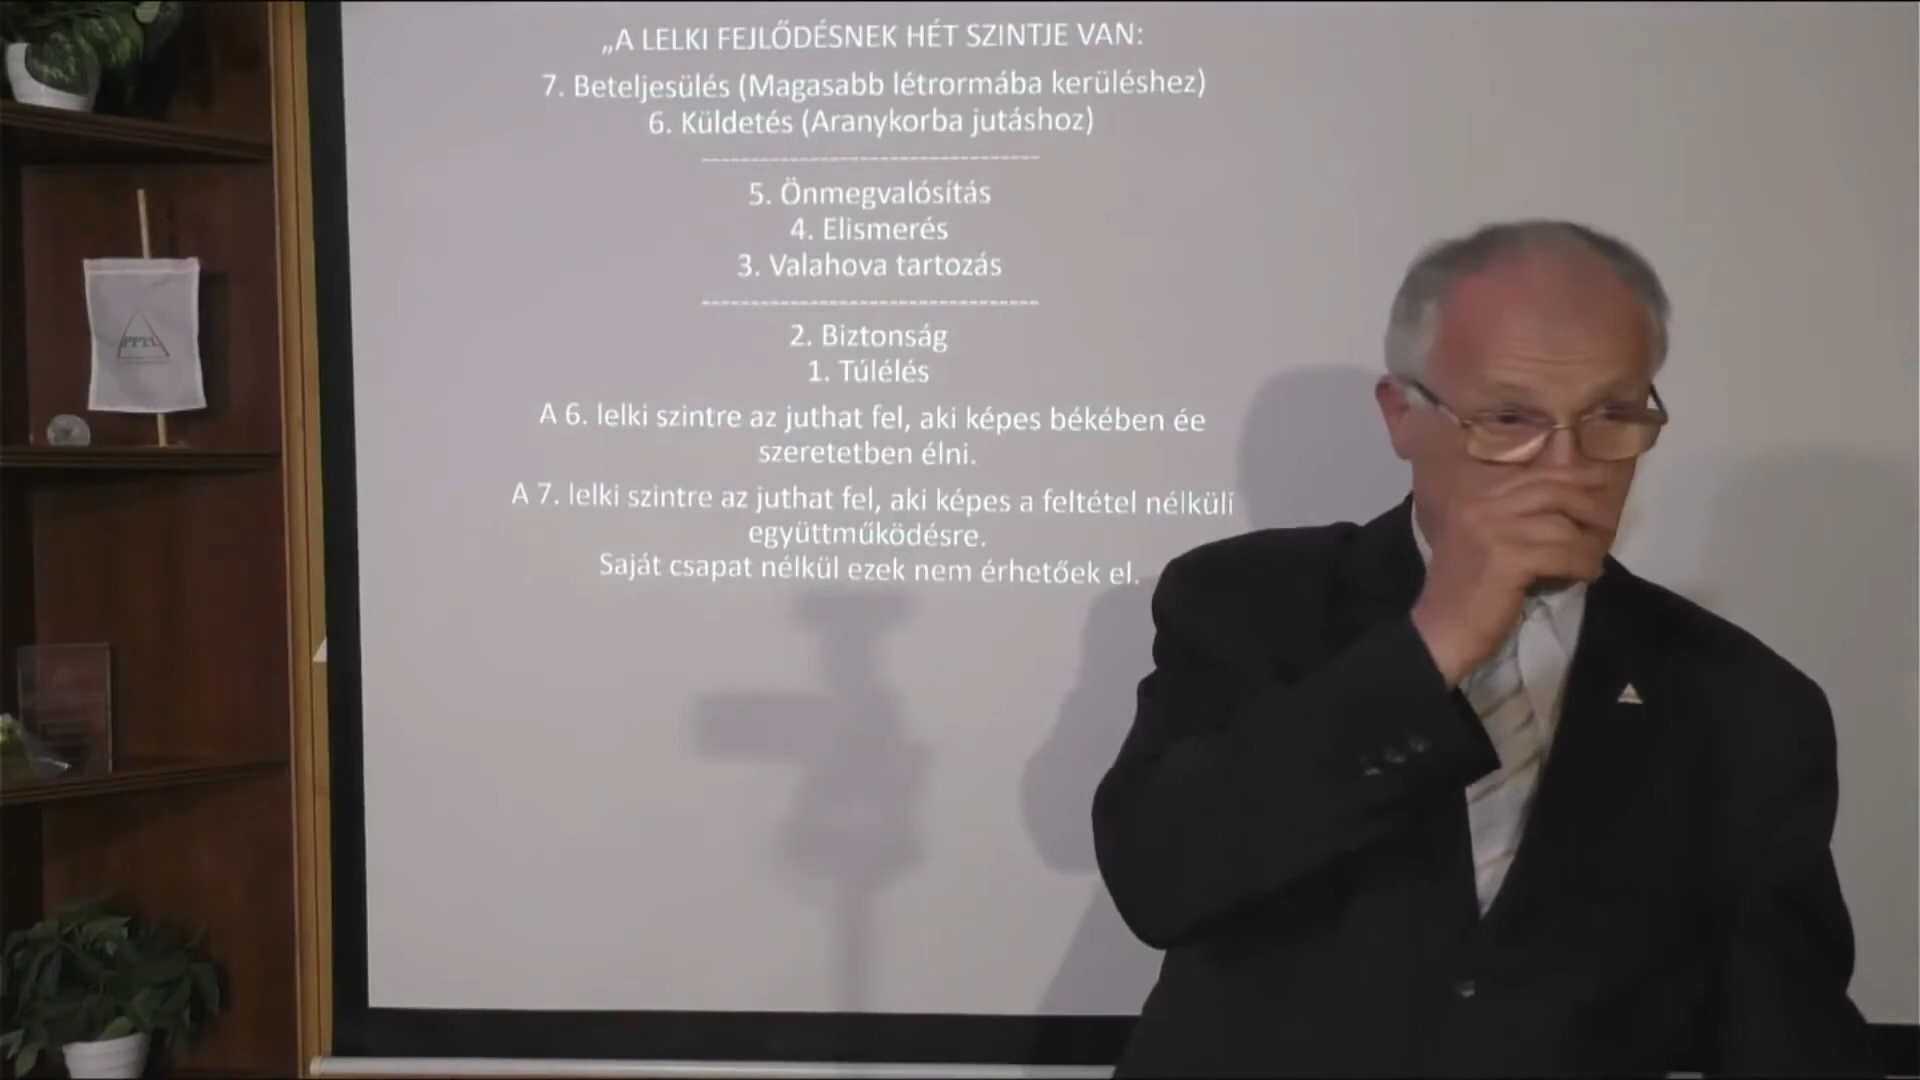 „A LELKI FEJLŐDÉSNEK HÉT SZINTJE VAN:
7. Beteljesülés (Magasabb létrormába kerüléshez)
6. Küldetés (Aranykorba jutáshoz)
5. Önmegvalósítás
4. Elismerés
3. Valahova tartozás
2. Biztonság
1. Túlélés
A 6. lelki szintre az juthat fel, aki képes békében ée
szeretetben élni.
A 7. lelki szintre az juthat fel, aki képes a feltétel nélküli
együttműködésre.
Saját csapat nélkül ezek nem érhetőek el.